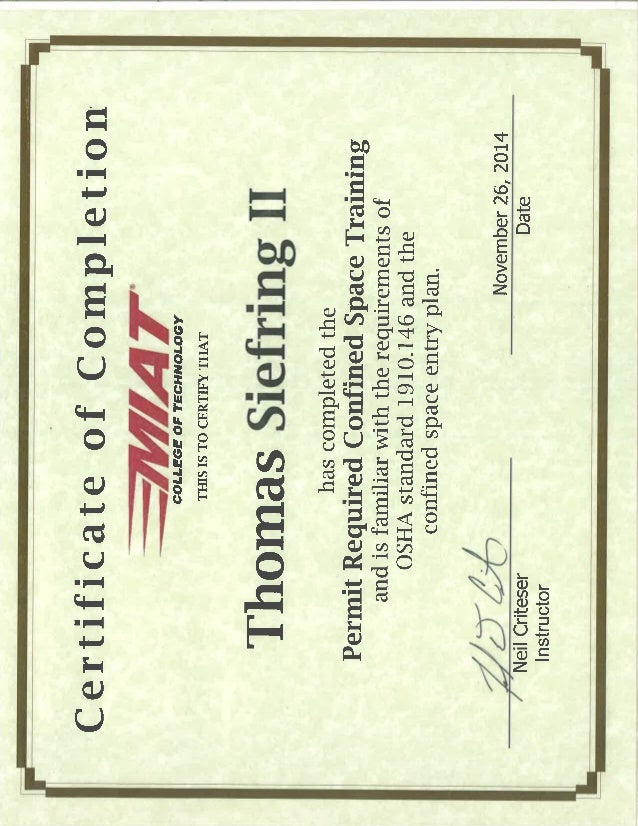 Certificate of Completion
MIAT®
COLLEGE OF TECHNOLOGY
THIS IS TO CERTIFY THAT
Thomas Siefring II
has completed the
Permit Required Confined Space Training
and is familiar with the requirements of
OSHA standard 1910.146 and the
confined space entry plan.
November 26, 2014
Neil Criteser
Date
Instructor